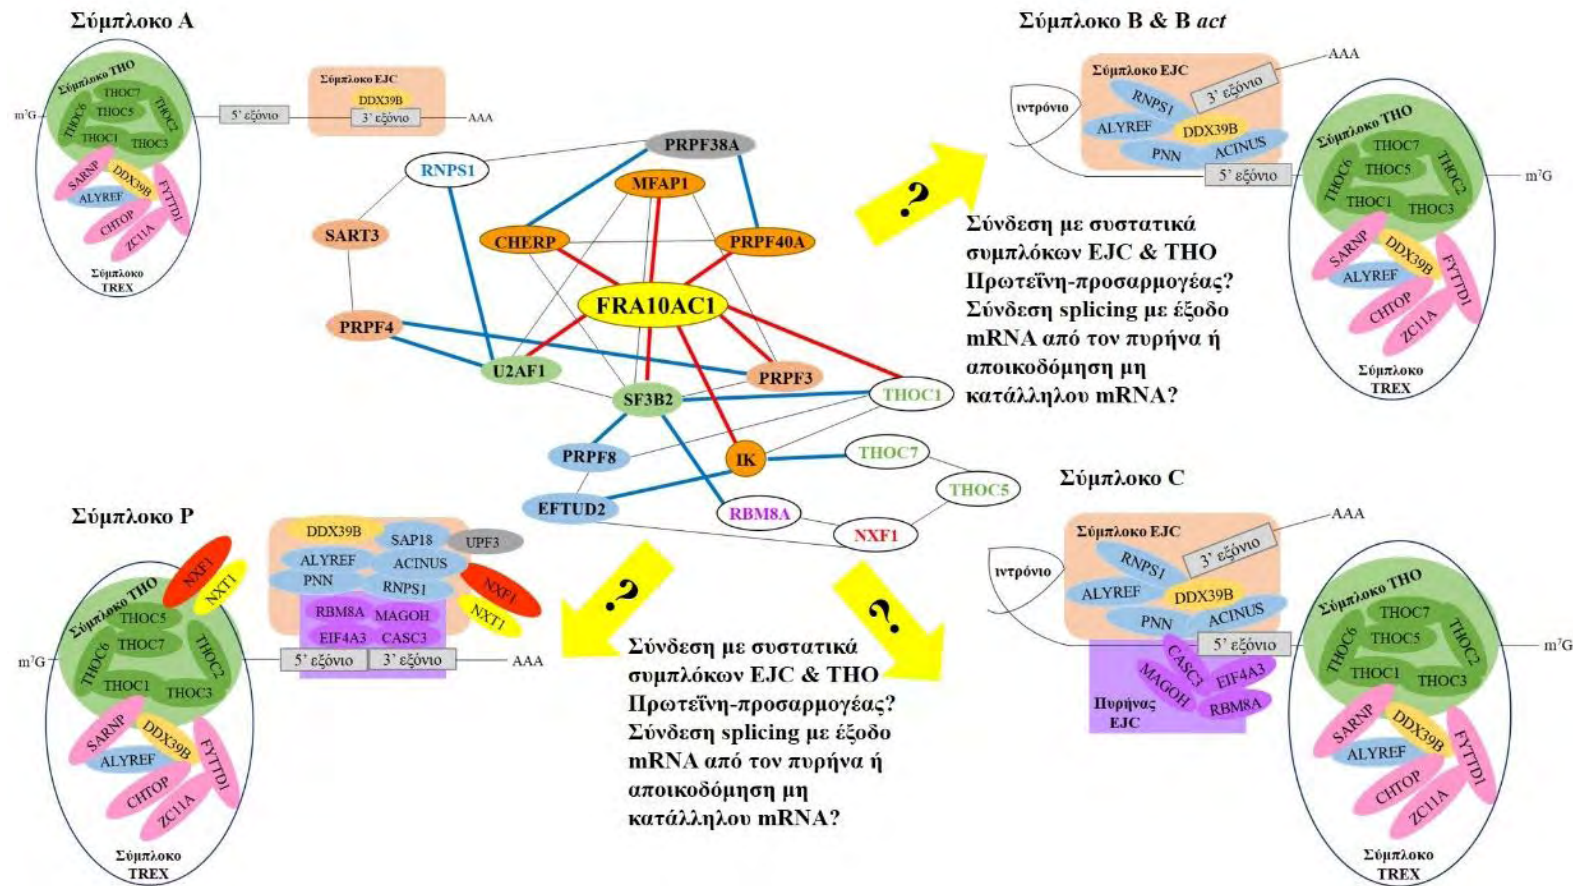 Σύμπλοκο A
Σύμπλοκο THO
THOC7
THOC6
THOC5
THOC2
THOC1
THOC3
m⁷G
SARNP
DDX39B
FYTTD1
ALYREF
CHTOP
ZC11A
Σύμπλοκο
TREX
Σύμπλοκο EJC
DDX39B
5' εξόνιο
3' εξόνιο
AAA
PRPF38A
RNPS1
MFAP1
SART3
CHERP
PRPF40A
FRA10AC1
PRPF4
U2AF1
PRPF3
SF3B2
THOC1
PRPF8
IK
THOC7
THOC5
EFTUD2
RBM8A
NXF1
?
Σύμπλοκο B & B act
Σύμπλοκο EJC
AAA
ιντρόνιο
RNPS1
3' εξόνιο
ALYREF
DDX39B
PNN
ACINUS
5' εξόνιο
Σύμπλοκο THO
THOC7
THOC6
THOC5
THOC2
THOC1
THOC3
m⁷G
SARNP
DDX39B
FYTTD1
ALYREF
CHTOP
ZC11A
Σύμπλοκο
TREX
Σύνδεση με συστατικά
συμπλόκων EJC & THO
Πρωτεΐνη-προσαρμογέας?
Σύνδεση splicing με έξοδο
mRNA από τον πυρήνα ή
αποικοδόμηση μη
κατάλληλου mRNA?
Σύμπλοκο P
NXF1
NXT1
Σύμπλοκο THO
THOC5
THOC7
THOC6
THOC2
THOC1
THOC3
m⁷G
SARNP
DDX39B
FYTTD1
ALYREF
CHTOP
ZC11A
Σύμπλοκο
TREX
DDX39B
SAP18
UPF3
ALYREF
ACINUS
PNN
RNPS1
NXF1
NXT1
RBM8A
MAGOH
EIF4A3
CASC3
5' εξόνιο
3' εξόνιο
AAA
?
?
Σύνδεση με συστατικά
συμπλόκων EJC & THO
Πρωτεΐνη-προσαρμογέας?
Σύνδεση splicing με έξοδο
mRNA από τον πυρήνα ή
αποικοδόμηση μη
κατάλληλου mRNA?
Σύμπλοκο C
Σύμπλοκο EJC
AAA
ιντρόνιο
RNPS1
3' εξόνιο
ALYREF
DDX39B
PNN
ACINUS
5' εξόνιο
CASC3
EIF4A3
MAGOH
RBM8A
Πυρήνας
EJC
Σύμπλοκο THO
THOC7
THOC6
THOC5
THOC2
THOC1
THOC3
m⁷G
SARNP
DDX39B
FYTTD1
ALYREF
CHTOP
ZC11A
Σύμπλοκο
TREX